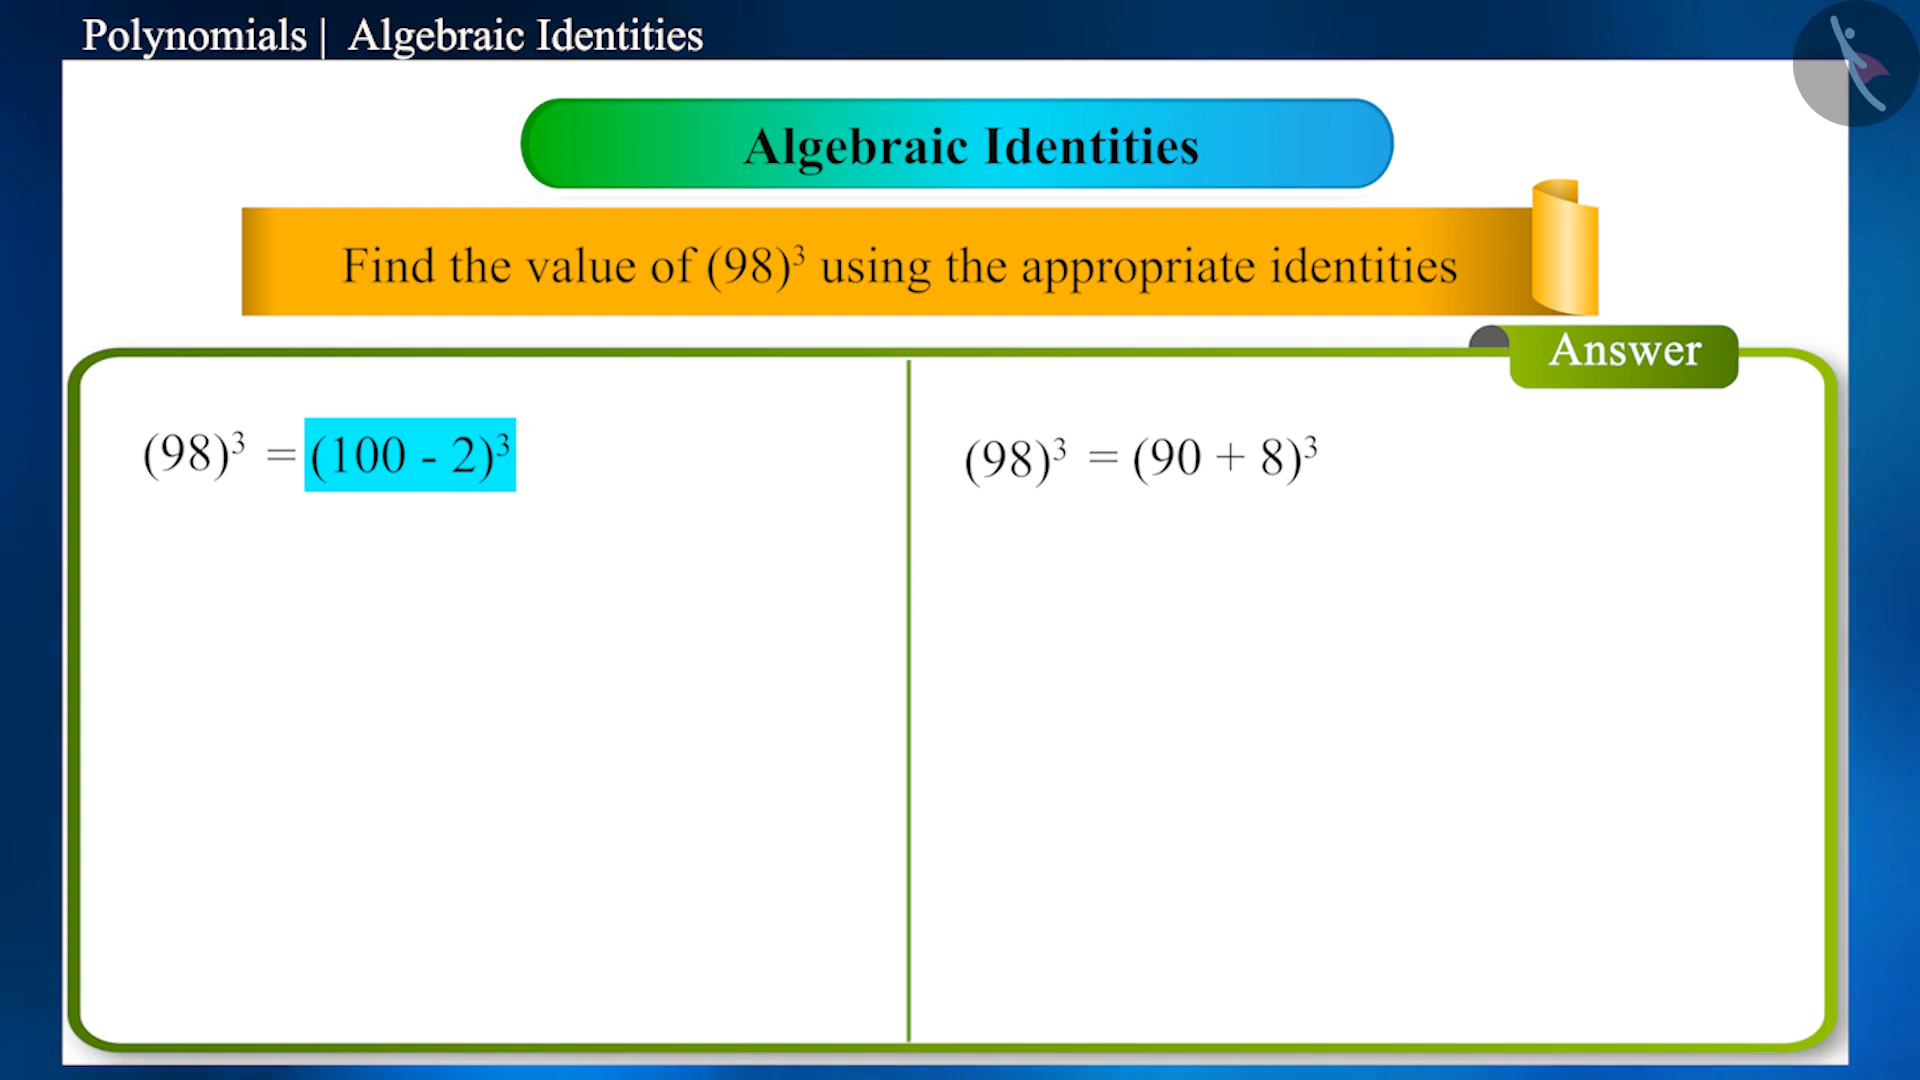 Polynomials | Algebraic Identities
Algebraic Identities
Find the value of (98)³ using the appropriate identities
Answer
(98)³ = (100 - 2)³
(98)³ = (90 + 8)³